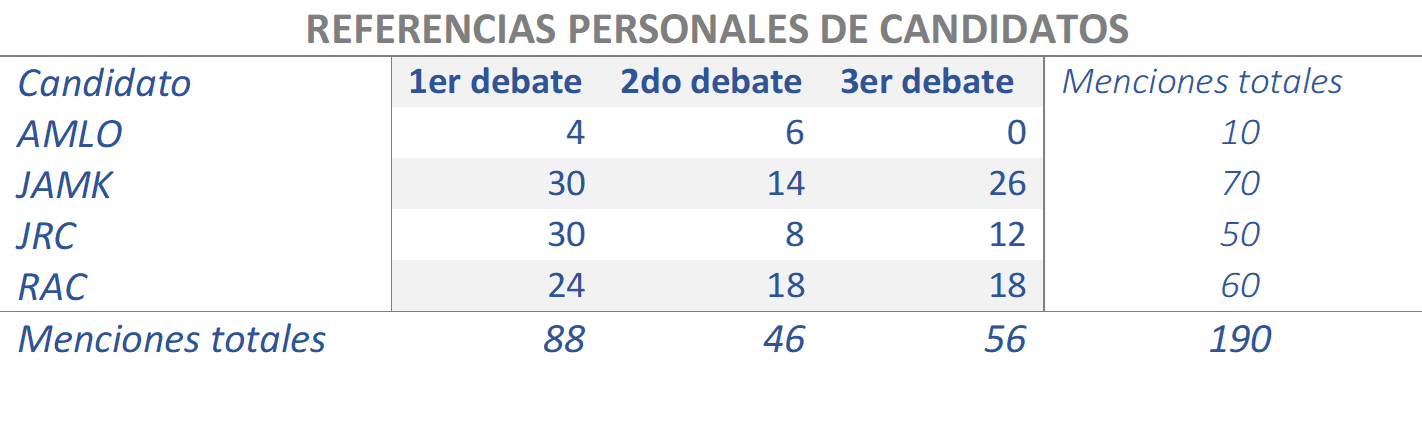 REFERENCIAS PERSONALES DE CANDIDATOS
Candidato 1er debate 2do debate 3er debate Menciones totales
AMLO 4 6 0 10
JAMK 30 14 26 70
JRC 30 8 12 50
RAC 24 18 18 60
Menciones totales 88 46 56 190